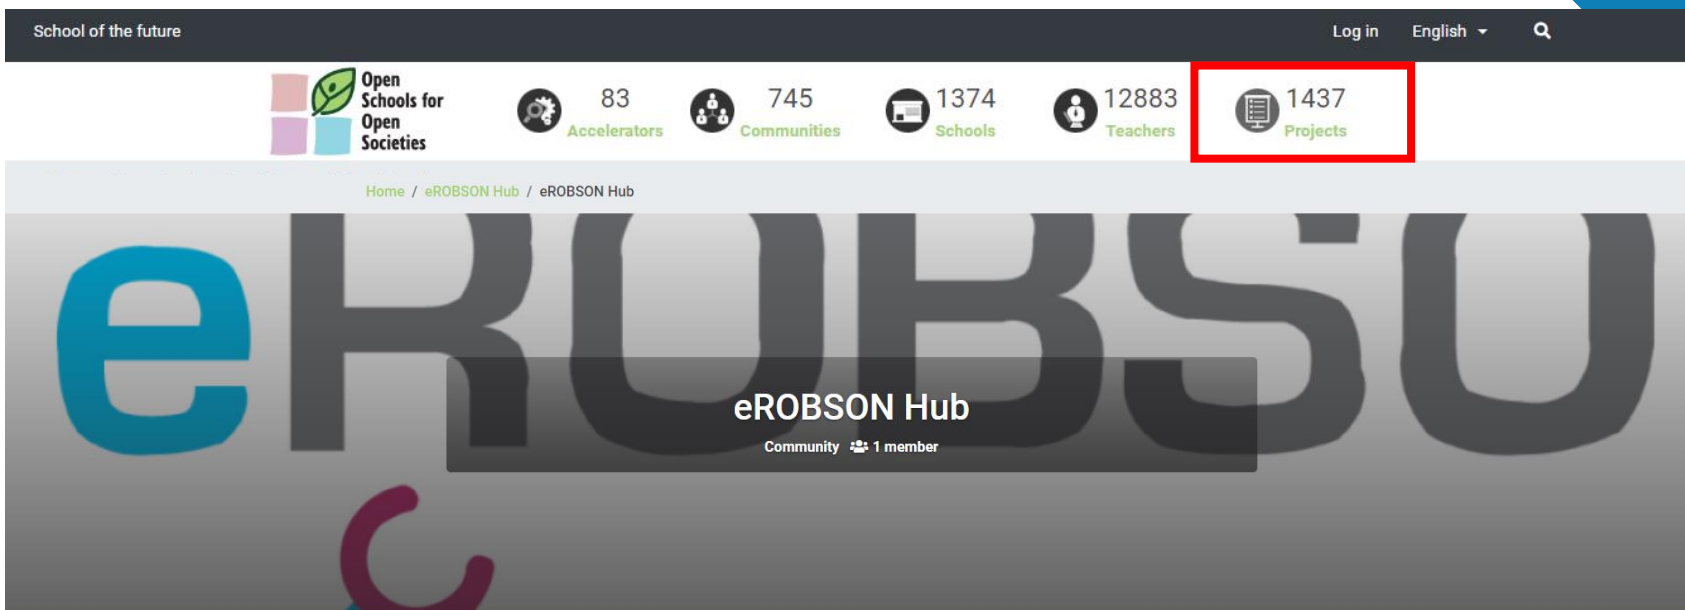 School of the future
Log in English
Open
Schools for
Open
Societies
83
Accelerators
745
Communities
1374
Schools
12883
Teachers
1437
Projects
Home / eROBSON Hub / eROBSON Hub
eROBSO
eROBSON Hub
Community 1 member